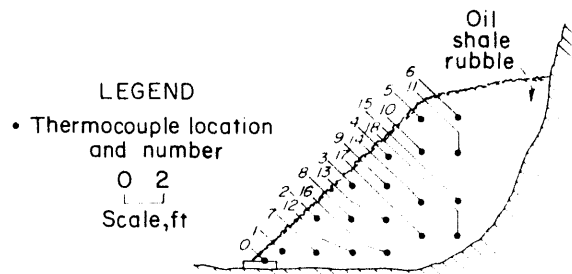 Oil
shale
rubble
LEGEND
• Thermocouple location
and number
0 2
Scale, ft
6
5 11
15 10
4 18
9 14
3 17
8 13
2 16
7 12
1
0